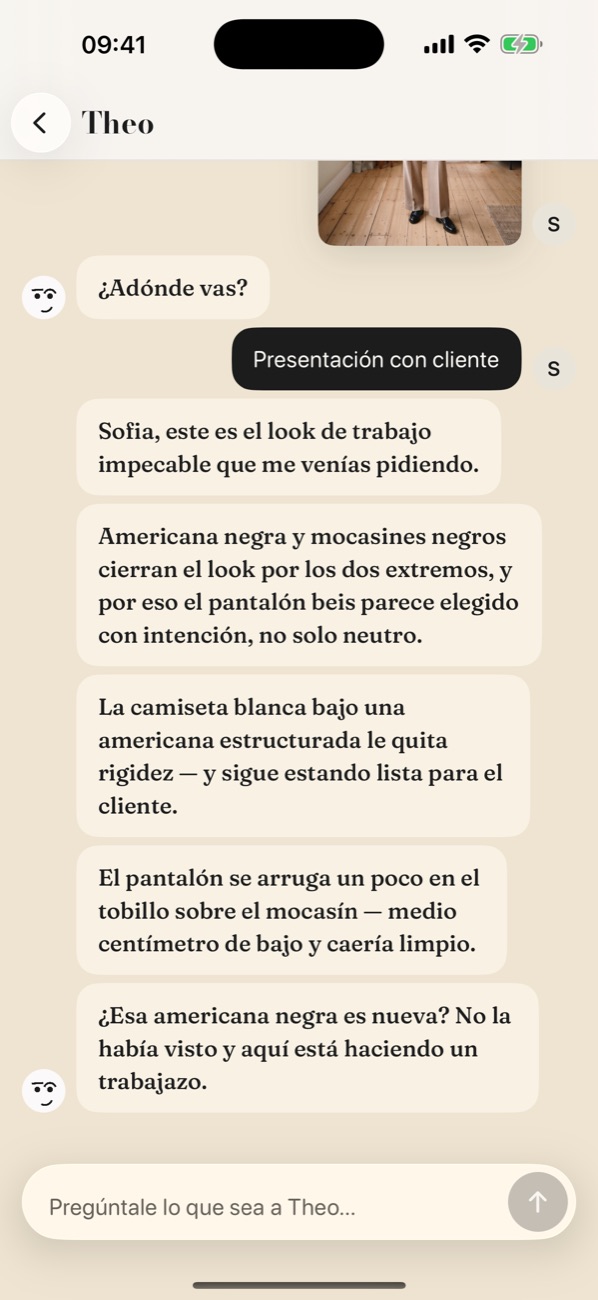 09:41
Theo
S
¿Adónde vas?
Presentación con cliente
S
Sofia, este es el look de trabajo
impecable que me venías pidiendo.
Americana negra y mocasines negros
cierran el look por los dos extremos, y
por eso el pantalón beis parece elegido
con intención, no solo neutro.
La camiseta blanca bajo una
americana estructurada le quita
rigidez — y sigue estando lista para el
cliente.
El pantalón se arruga un poco en el
tobillo sobre el mocasín — medio
centímetro de bajo y caería limpio.
¿Esa americana negra es nueva? No la
había visto y aquí está haciendo un
trabajazo.
Pregúntale lo que sea a Theo...